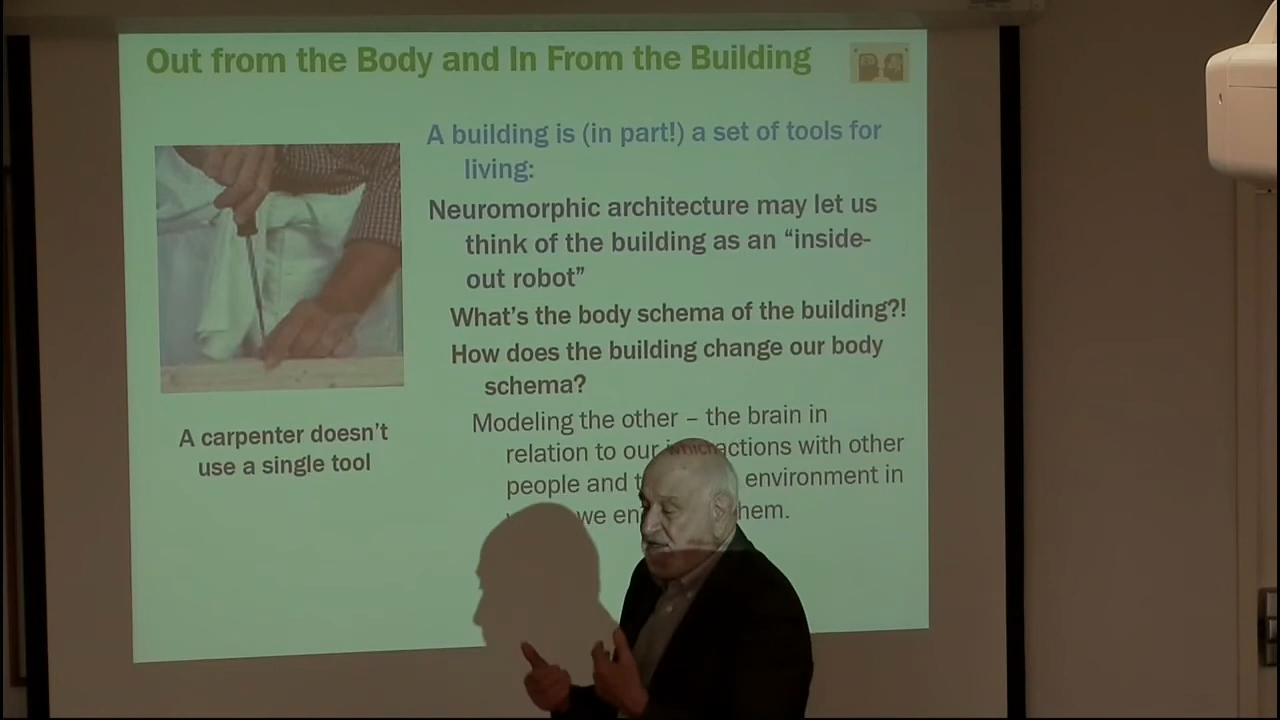 Out from the Body and In From the Building
A building is (in part!) a set of tools for
living:
Neuromorphic architecture may let us
think of the building as an “inside-
out robot”
What's the body schema of the building?!
How does the building change our body
schema?
Modeling the other – the brain in
relation to our interactions with other
people and environment in
we hem.
A carpenter doesn't
use a single tool